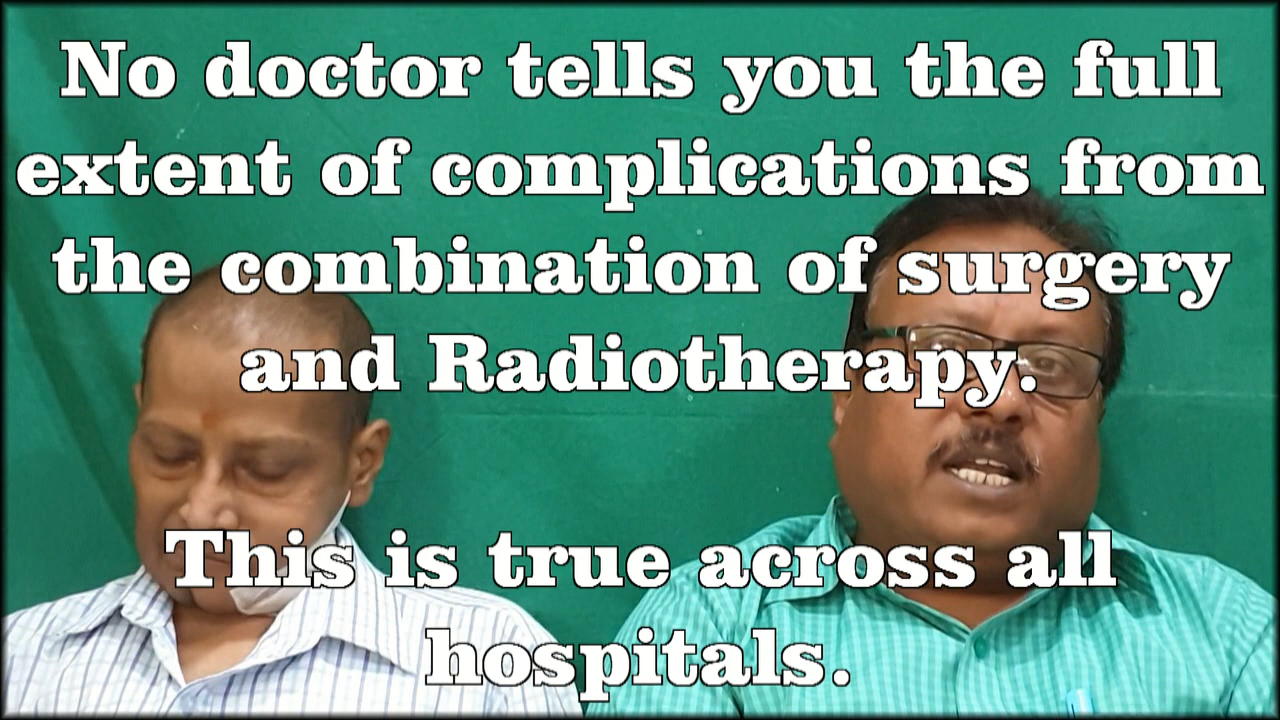 No doctor tells you the full
extent of complications from
the combination of surgery
and Radiotherapy.
This is true across all
hospitals.